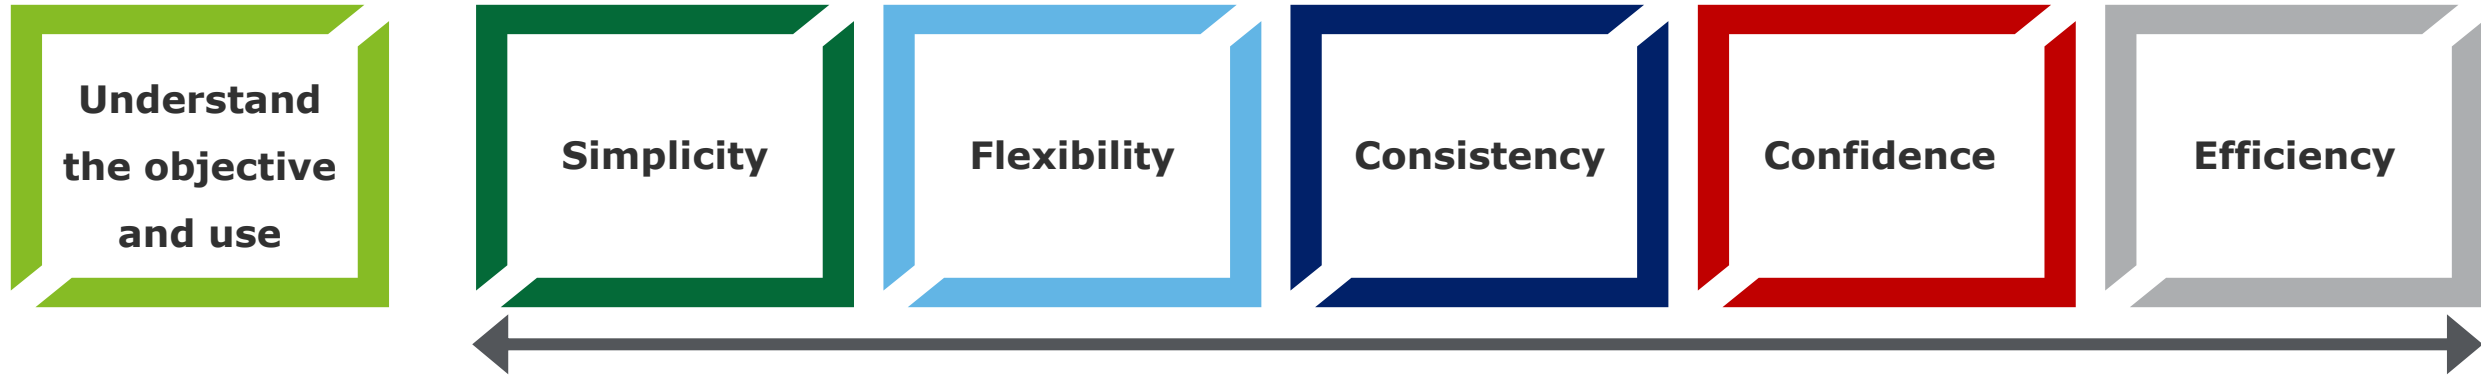 Understand
the objective
and use
Simplicity
Flexibility
Consistency
Confidence
Efficiency